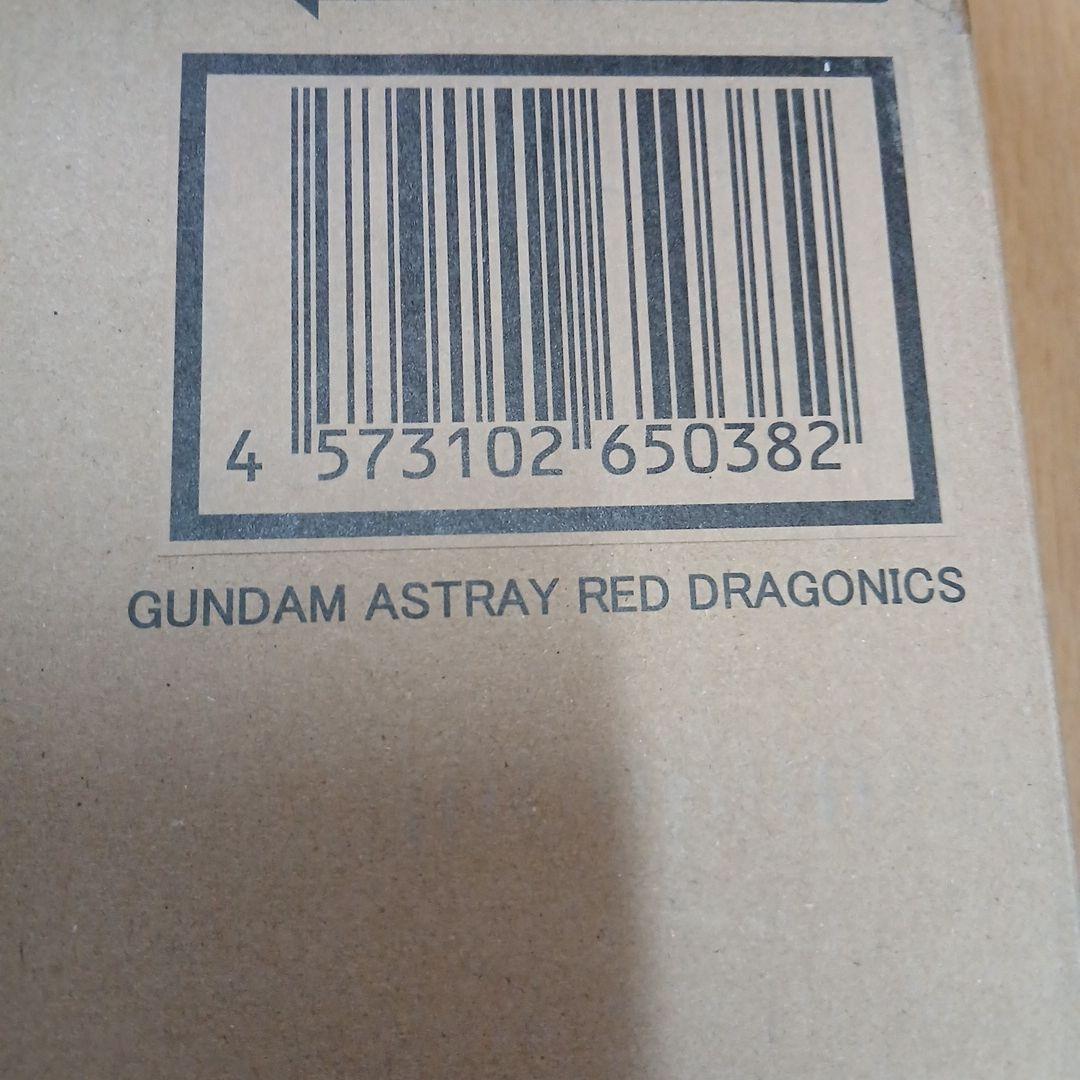 4 573102 650382
GUNDAM ASTRAY RED DRAGONICS